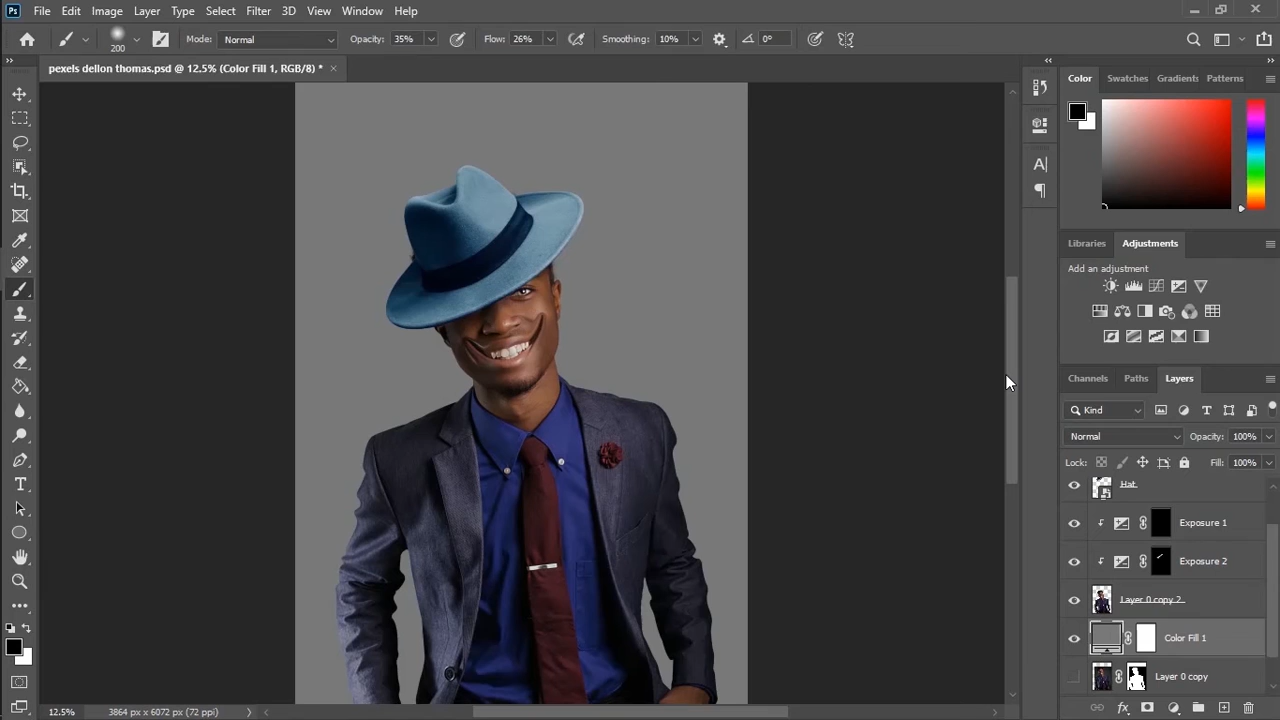 Ps File Edit Image Layer Type Select Filter 3D View Window Help
200 Mode: Normal Opacity: 35% Flow: 26% Smoothing: 10% 0°
pexels dellon thomas.psd @ 12.5% (Color Fill 1, RGB/8) *
Color Swatches Gradients Patterns
Libraries Adjustments
Add an adjustment
Channels Paths Layers
Kind
Normal Opacity: 100%
Lock: Fill: 100%
Hat
Exposure 1
Exposure 2
Layer 0 copy 2
Color Fill 1
Layer 0 copy
12.5% 3864 px x 6072 px (72 ppi)